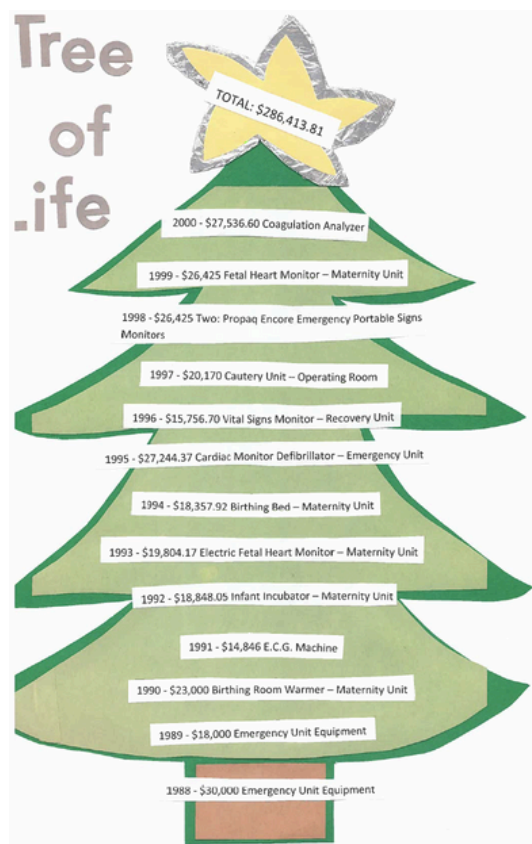 Tree
of
Life
TOTAL: $286,413.81
2000 - $27,536.60 Coagulation Analyzer
1999 - $26,425 Fetal Heart Monitor – Maternity Unit
1998 - $26,425 Two: Propaq Encore Emergency Portable Signs
Monitors
1997 - $20,170 Cautery Unit – Operating Room
1996 - $15,756.70 Vital Signs Monitor – Recovery Unit
1995 - $27,244.37 Cardiac Monitor Defibrillator – Emergency Unit
1994 - $18,357.92 Birthing Bed – Maternity Unit
1993 - $19,804.17 Electric Fetal Heart Monitor – Maternity Unit
1992 - $18,848.05 Infant Incubator – Maternity Unit
1991 - $14,846 E.C.G. Machine
1990 - $23,000 Birthing Room Warmer – Maternity Unit
1989 - $18,000 Emergency Unit Equipment
1988 - $30,000 Emergency Unit Equipment